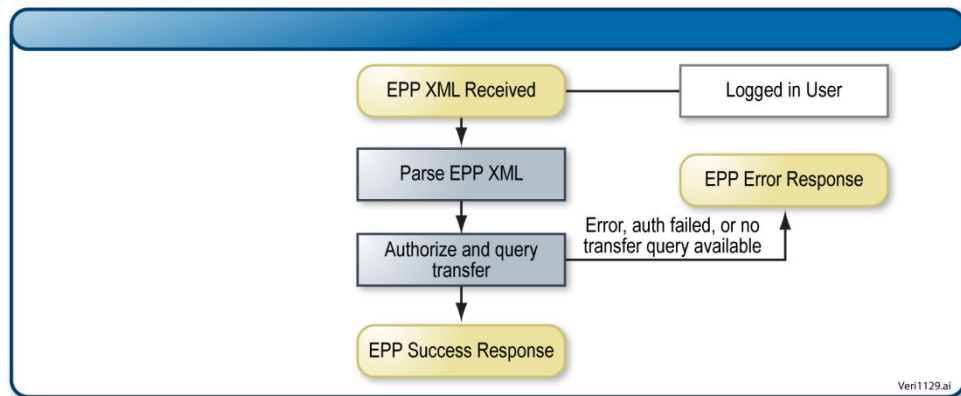 EPP XML Received
Logged in User
Parse EPP XML
EPP Error Response
Error, auth failed, or no
transfer query available
Authorize and query
transfer
EPP Success Response
Veri1129.ai